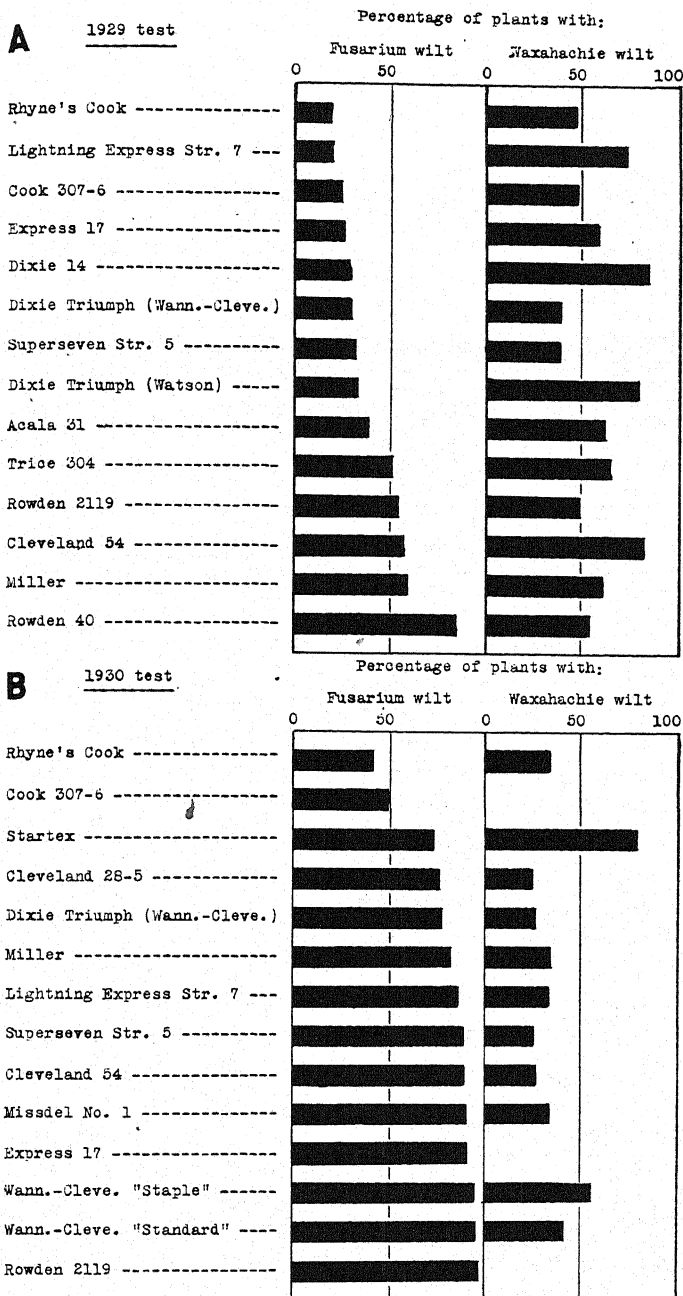 A
1929 test
Percentage of plants with:
Fusarium wilt Waxahachie wilt
0 50 0 50 100
Rhyne's Cook
Lightning Express Str. 7
Cook 307-6
Express 17
Dixie 14
Dixie Triumph (Wann.-Cleve.)
Superseven Str. 5
Dixie Triumph (Watson)
Acala 31
Trice 304
Rowden 2119
Cleveland 54
Miller
Rowden 40
B
1930 test
Percentage of plants with:
Fusarium wilt Waxahachie wilt
0 50 0 50 100
Rhyne's Cook
Cook 307-6
Startex
Cleveland 28-5
Dixie Triumph (Wann.-Cleve.)
Miller
Lightning Express Str. 7
Superseven Str. 5
Cleveland 54
Missdel No. 1
Express 17
Wann.-Cleve. "Staple"
Wann.-Cleve. "Standard"
Rowden 2119